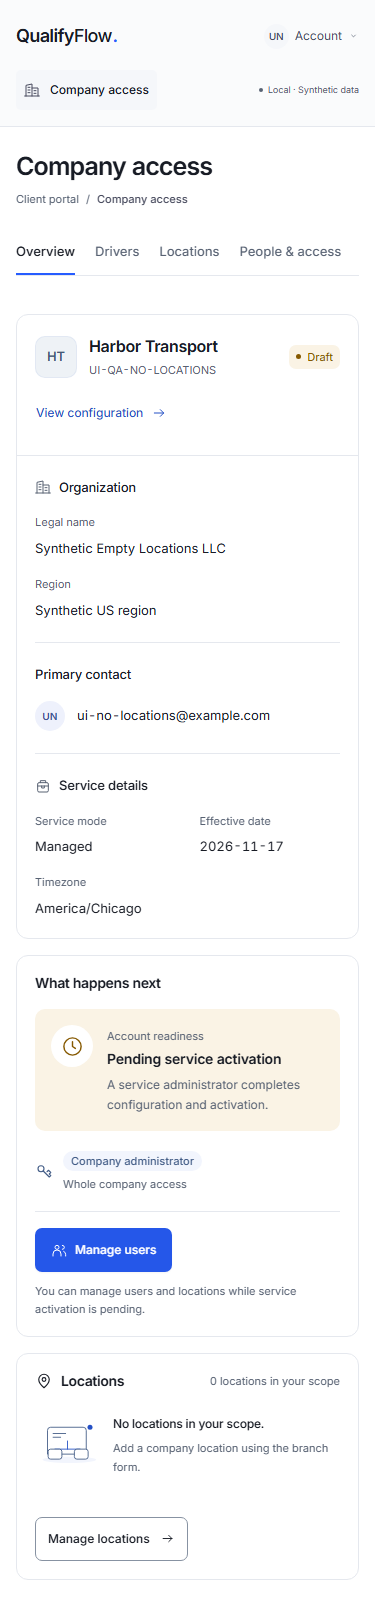 QualifyFlow.
UN Account
Company access
Local · Synthetic data
Company access
Client portal / Company access
Overview Drivers Locations People & access
HT
Harbor Transport
UI-QA-NO-LOCATIONS
Draft
View configuration →
Organization
Legal name
Synthetic Empty Locations LLC
Region
Synthetic US region
Primary contact
UN ui-no-locations@example.com
Service details
Service mode Effective date
Managed 2026-11-17
Timezone
America/Chicago
What happens next
Account readiness
Pending service activation
A service administrator completes
configuration and activation.
Company administrator
Whole company access
Manage users
You can manage users and locations while service
activation is pending.
Locations 0 locations in your scope
No locations in your scope.
Add a company location using the branch
form.
Manage locations →